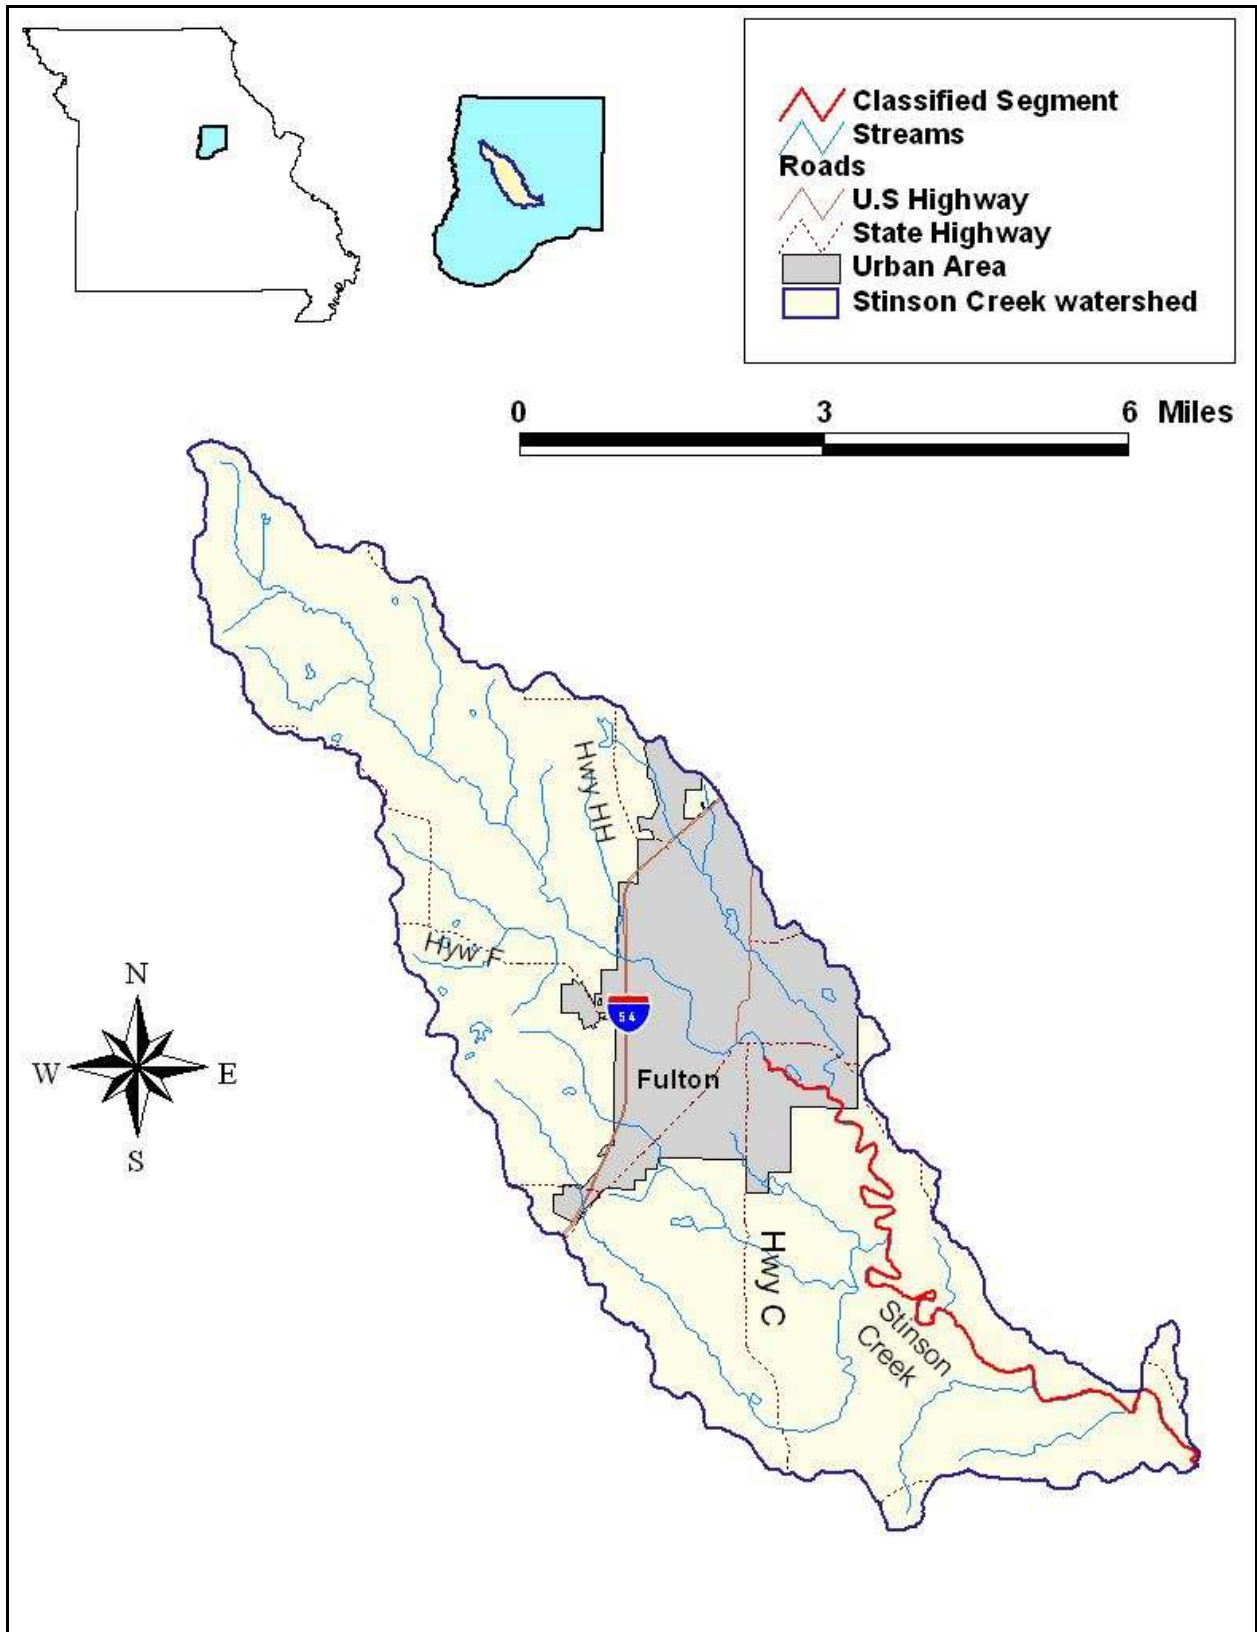 Classified Segment
Streams
Roads
U.S Highway
State Highway
Urban Area
Stinson Creek watershed
0 3 6 Miles
Hwy HH
Hyw F
N
W E
S
54
Fulton
Hwy C
Stinson
Creek